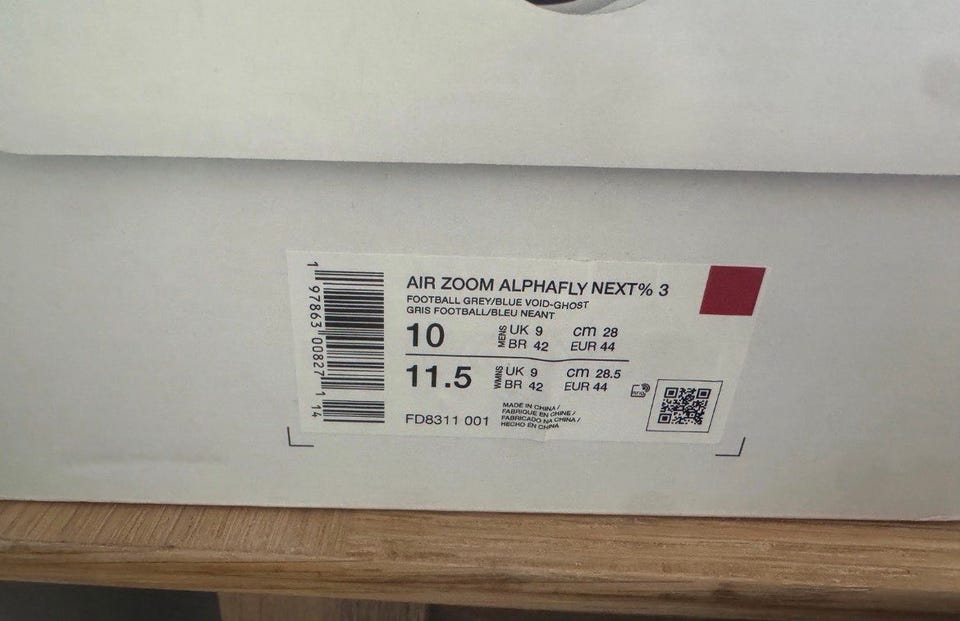 AIR ZOOM ALPHAFLY NEXT% 3
FOOTBALL GREY/BLUE VOID-GHOST
GRIS FOOTBALL/BLEU NEANT
10 MENS UK 9 cm 28
BR 42 EUR 44
11.5 WMNS UK 9 cm 28.5
BR 42 EUR 44
FD8311 001
MADE IN CHINA/
FABRIQUE EN CHINE/
FABRICADO NA CHINA/
HECHO EN CHINA
1 97863 00827 1 14